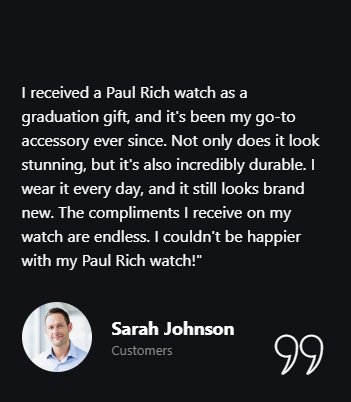 I received a Paul Rich watch as a
graduation gift, and it's been my go-to
accessory ever since. Not only does it look
stunning, but it's also incredibly durable. I
wear it every day, and it still looks brand
new. The compliments I receive on my
watch are endless. I couldn't be happier
with my Paul Rich watch!"
Sarah Johnson
Customers